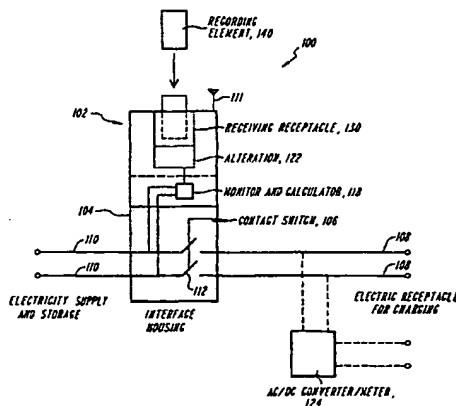 RECORDING
ELEMENT, 140
100
111
102
RECEIVING RECEPTACLE, 130
ALTERATION, 122
MONITOR AND CALCULATOR, 118
104
CONTACT SWITCH, 106
110
108
110
112
108
ELECTRICITY SUPPLY
AND STORAGE
INTERFACE
HOUSING
ELECTRIC RECEPTACLE
FOR CHARGING
AC/DC CONVERTER/METER,
124